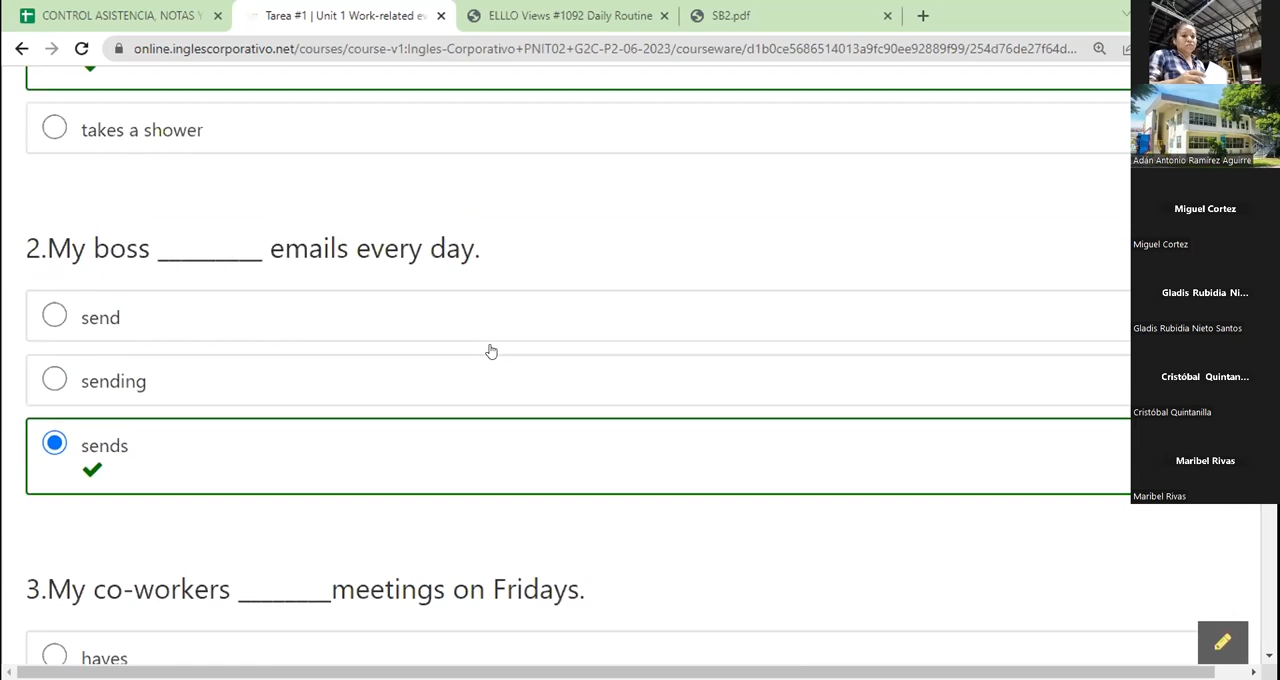 CONTROL ASISTENCIA, NOTAS Y
Tarea #1 | Unit 1 Work-related ev
ELLLO Views #1092 Daily Routine
SB2.pdf
online.inglescorporativo.net/courses/course-v1:Ingles-Corporativo+PNIT02+G2C-P2-06-2023/courseware/d1b0ce5686514013a9fc90ee92889f99/254d76de27f64d...
takes a shower
2.My boss _________ emails every day.
send
sending
sends
3.My co-workers ________meetings on Fridays.
haves
Adán Antonio Ramírez Aguirre
Miguel Cortez
Miguel Cortez
Gladis Rubidia Ni...
Gladis Rubidia Nieto Santos
Cristóbal Quintan...
Cristóbal Quintanilla
Maribel Rivas
Maribel Rivas